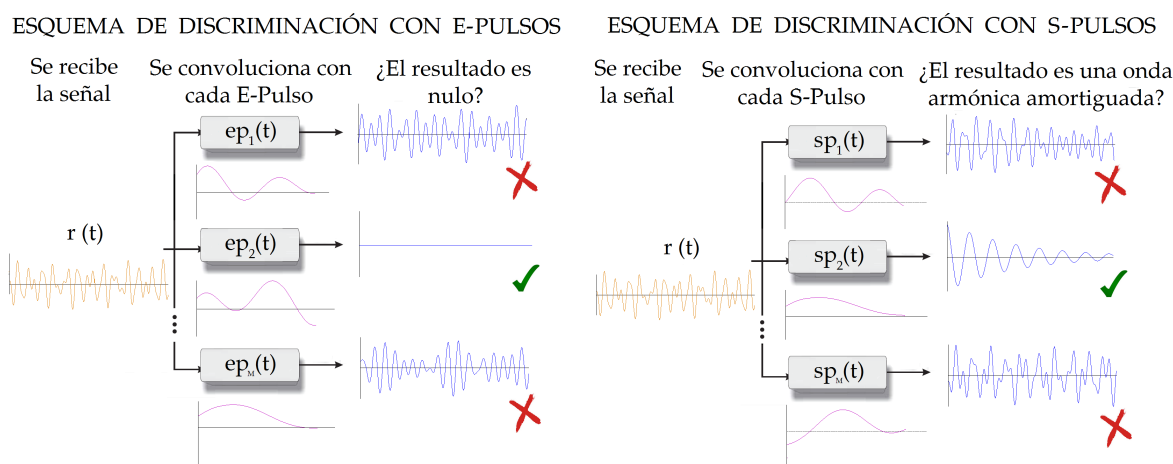 ESQUEMA DE DISCRIMINACIÓN CON E-PULSOS
Se recibe
la señal
Se convoluciona con
cada E-Pulso
¿El resultado es
nulo?
ep₁(t)
r (t)
ep₂(t)
epₘ(t)
ESQUEMA DE DISCRIMINACIÓN CON S-PULSOS
Se recibe
la señal
Se convoluciona con
cada S-Pulso
¿El resultado es una onda
armónica amortiguada?
sp₁(t)
r (t)
sp₂(t)
spₘ(t)